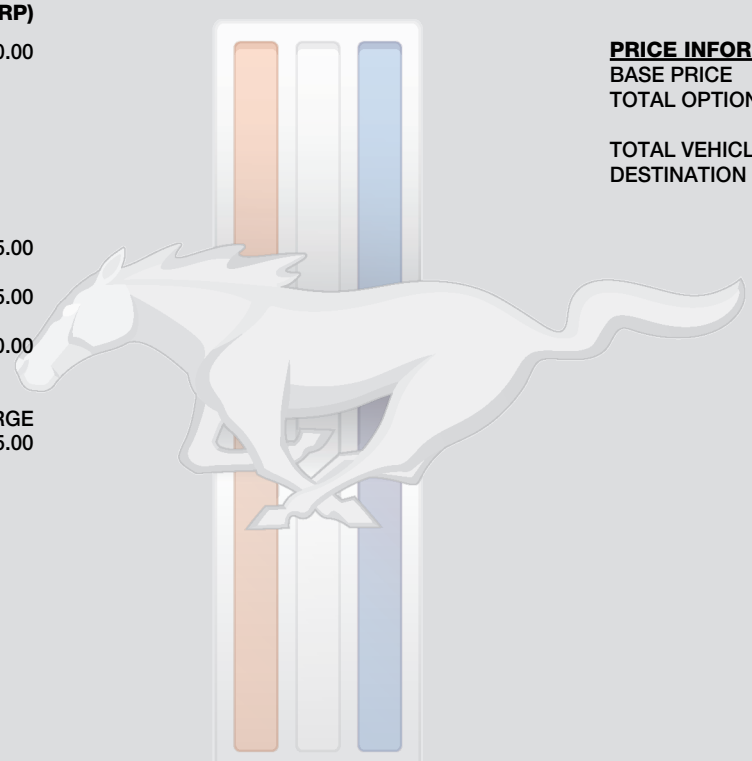 RP)
0.00
5.00
5.00
0.00
RGE
5.00
PRICE INFOR
BASE PRICE
TOTAL OPTION
TOTAL VEHICL
DESTINATION